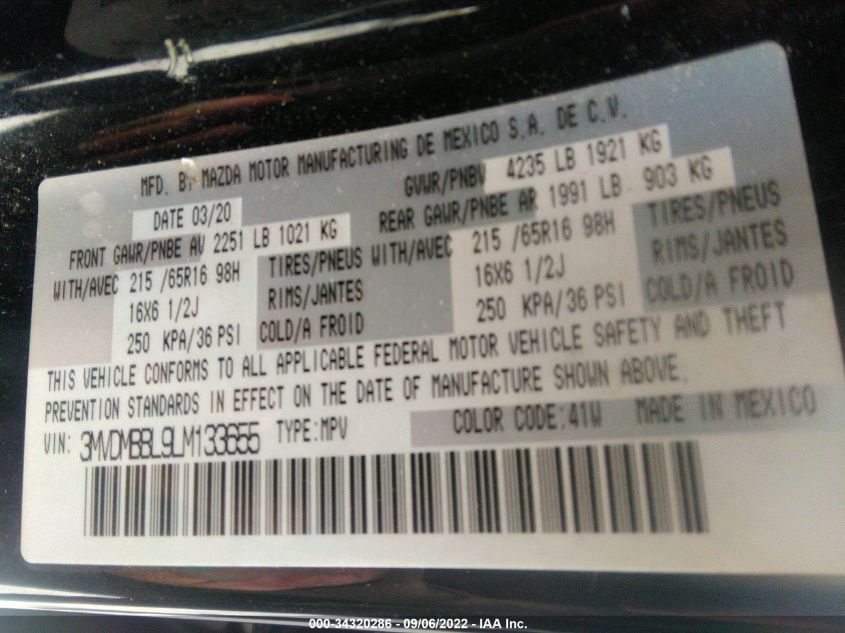 MFD. BY MAZDA MOTOR MANUFACTURING DE MEXICO S.A. DE C.V.
DATE 03/20 GVWR/PNBV 4235 LB 1921 KG
FRONT GAWR/PNBE AV 2251 LB 1021 KG REAR GAWR/PNBE AR 1991 LB 903 KG
WITH/AVEC 215 /65R16 98H TIRES/PNEUS WITH/AVEC 215 /65R16 98H TIRES/PNEUS
16X6 1/2J RIMS/JANTES 16X6 1/2J RIMS/JANTES
250 KPA/36 PSI COLD/A FROID 250 KPA/36 PSI COLD/A FROID
THIS VEHICLE CONFORMS TO ALL APPLICABLE FEDERAL MOTOR VEHICLE SAFETY AND THEFT
PREVENTION STANDARDS IN EFFECT ON THE DATE OF MANUFACTURE SHOWN ABOVE.
VIN: 3MVDMBBL9LM133655 TYPE:MPV COLOR CODE:41W MADE IN MEXICO
000-34320286 - 09/06/2022 - IAA Inc.